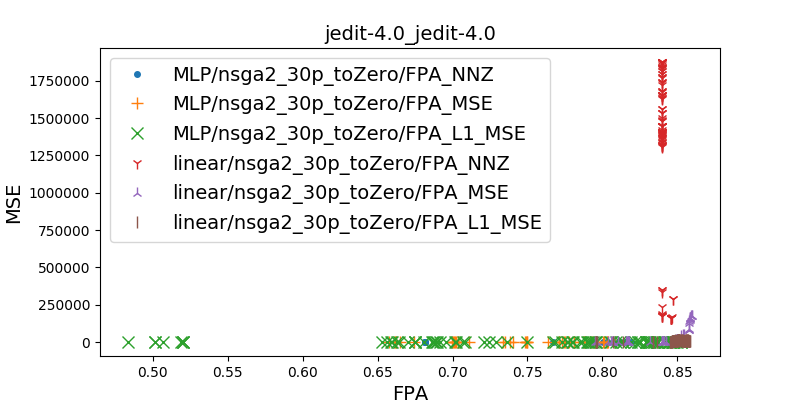 jedit-4.0_jedit-4.0
MLP/nsga2_30p_toZero/FPA_NNZ
MLP/nsga2_30p_toZero/FPA_MSE
MLP/nsga2_30p_toZero/FPA_L1_MSE
linear/nsga2_30p_toZero/FPA_NNZ
linear/nsga2_30p_toZero/FPA_MSE
linear/nsga2_30p_toZero/FPA_L1_MSE
MSE
1750000
1500000
1250000
1000000
750000
500000
250000
0
0.50 0.55 0.60 0.65 0.70 0.75 0.80 0.85
FPA